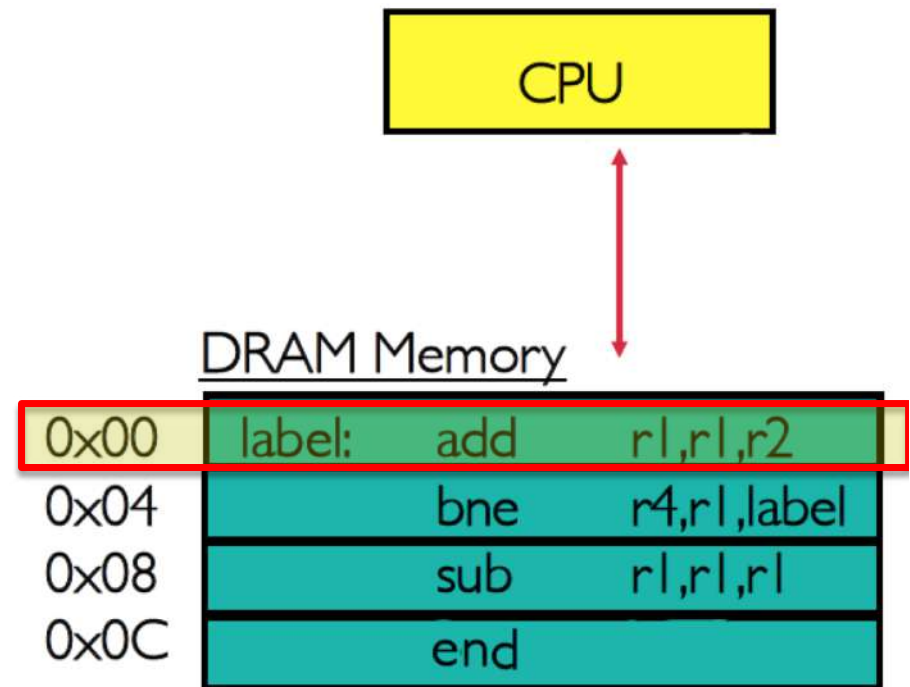 CPU
DRAM Memory
0x00 label: add r1,r1,r2
0x04 bne r4,r1,label
0x08 sub r1,r1,r1
0x0C end